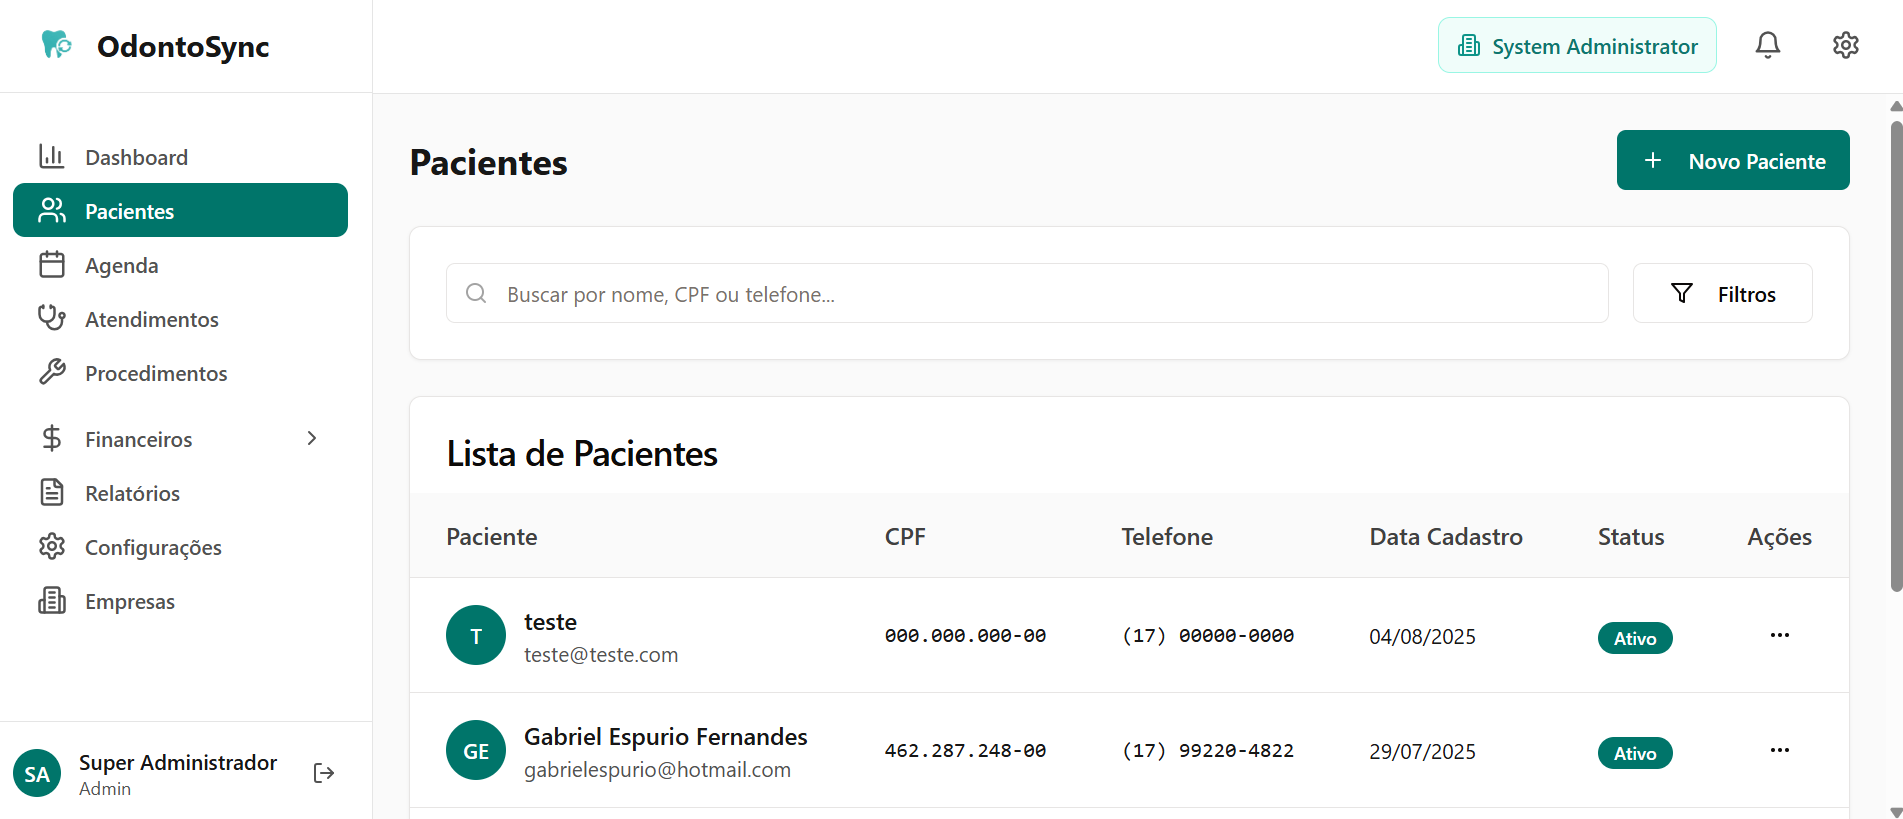 OdontoSync
System Administrator
Dashboard
Pacientes
Agenda
Atendimentos
Procedimentos
Financeiros
Relatórios
Configurações
Empresas
SA
Super Administrador
Admin
Pacientes
+ Novo Paciente
Buscar por nome, CPF ou telefone...
Filtros
Lista de Pacientes
Paciente CPF Telefone Data Cadastro Status Ações
T teste 000.000.000-00 (17) 00000-0000 04/08/2025 Ativo ...
teste@teste.com
GE Gabriel Espurio Fernandes 462.287.248-00 (17) 99220-4822 29/07/2025 Ativo ...
gabrielespurio@hotmail.com